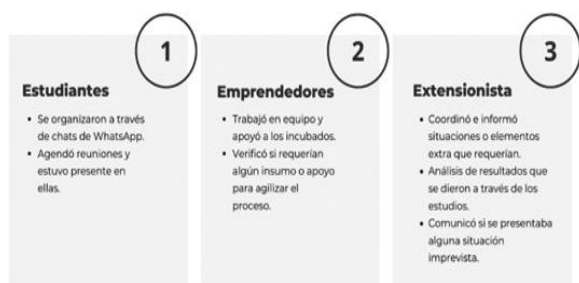 1
Estudiantes
• Se organizaron a través
de chats de WhatsApp.
• Agendó reuniones y
estuvo presente en
ellas.
2
Emprendedores
• Trabajó en equipo y
apoyó a los incubados.
• Verificó si requerían
algún insumo o apoyo
para agilizar el
proceso.
3
Extensionista
• Coordinó e informó
situaciones o elementos
extra que requerían.
• Análisis de resultados que
se dieron a través de los
estudios.
• Comunicó si se presentaba
alguna situación
imprevista.